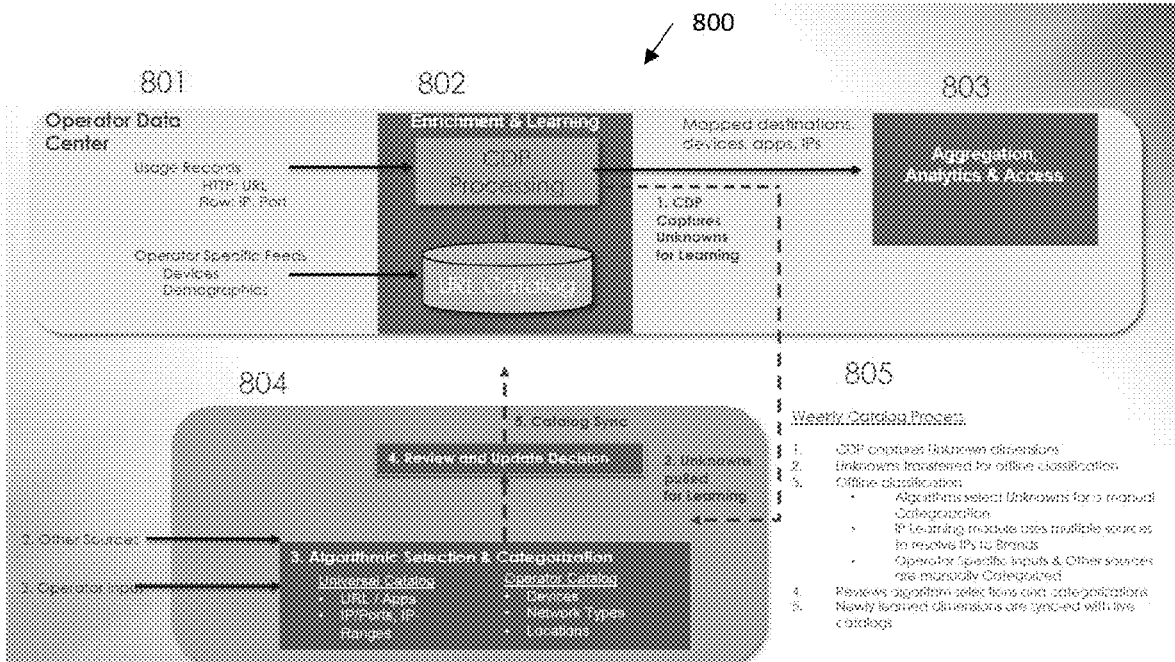 800
801
802
803
Operator Data
Center
Enrichment & Learning
CDP
Processing
Usage Records
HTTP: URL
Flow: IP, Port
Operator Specific Feeds
Devices
Demographics
Mapped destinations,
devices, apps, IPs
1. CDP
Captures
Unknowns
for Learning
Aggregation,
Analytics & Access
804
5. Catalog Sync
4. Review and Update Decision
2. Unknowns
pulled
for Learning
3. Other Sources
3. Operator Input
3. Algorithmic Selection & Categorization
Universal Catalog
• URL / Apps
• IP/Ports, IP
Ranges
Operator Catalog
• Devices
• Network Types
• Locations
805
Weekly Catalog Process
1. CDP captures Unknown dimensions
2. Unknowns transferred for offline classification
3. Offline classification
• Algorithms select Unknowns for a manual
Categorization
• IP Learning module uses multiple sources
to resolve IPs to Brands
• Operator Specific Inputs & Other sources
are manually Categorized
4. Reviews algorithm selections and categorizations
5. Newly learned dimensions are sync-ed with live
catalogs